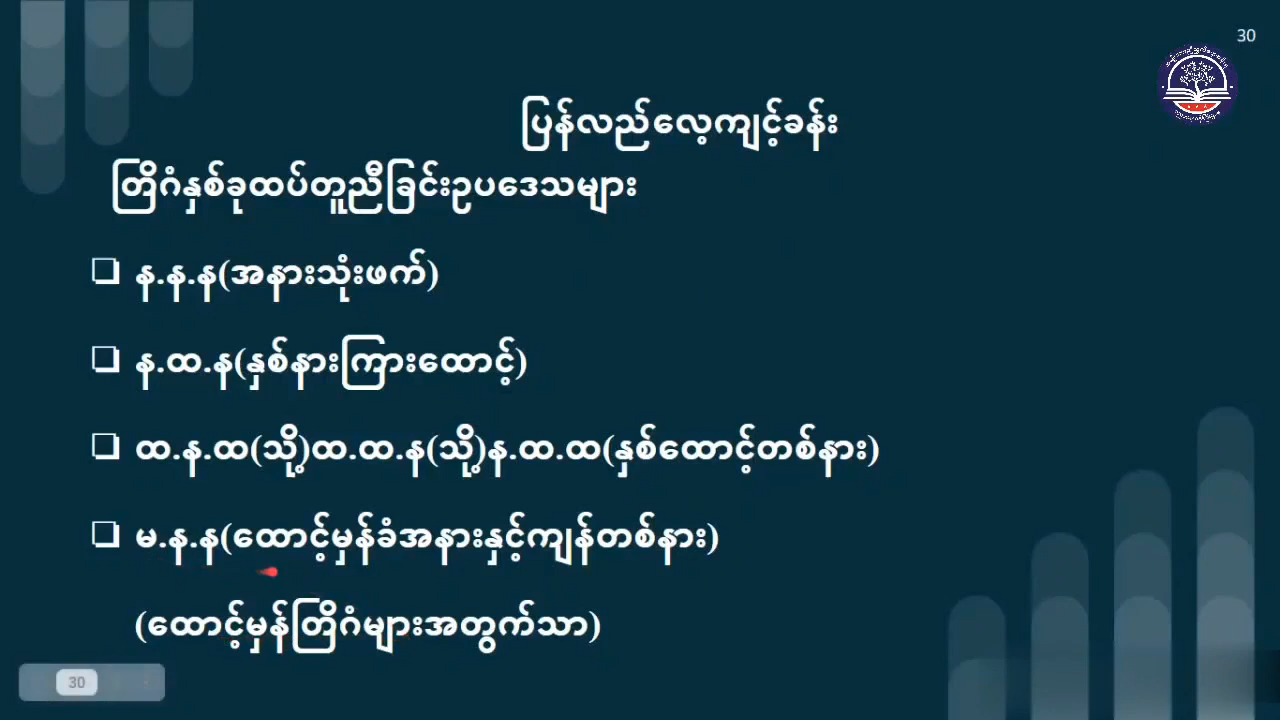 30
ပြန်လည်လေ့ကျင့်ခန်း
တြိဂံနှစ်ခုထပ်တူညီခြင်းဥပဒေသများ
❑ န.န.န(အနားသုံးဖက်)
❑ န.ထ.န(နှစ်နားကြားထောင့်)
❑ ထ.န.ထ(သို့)ထ.ထ.န(သို့)န.ထ.ထ(နှစ်ထောင့်တစ်နား)
❑ မ.န.န(ထောင့်မှန်ခံအနားနှင့်ကျန်တစ်နား)
(ထောင့်မှန်တြိဂံများအတွက်သာ)
30